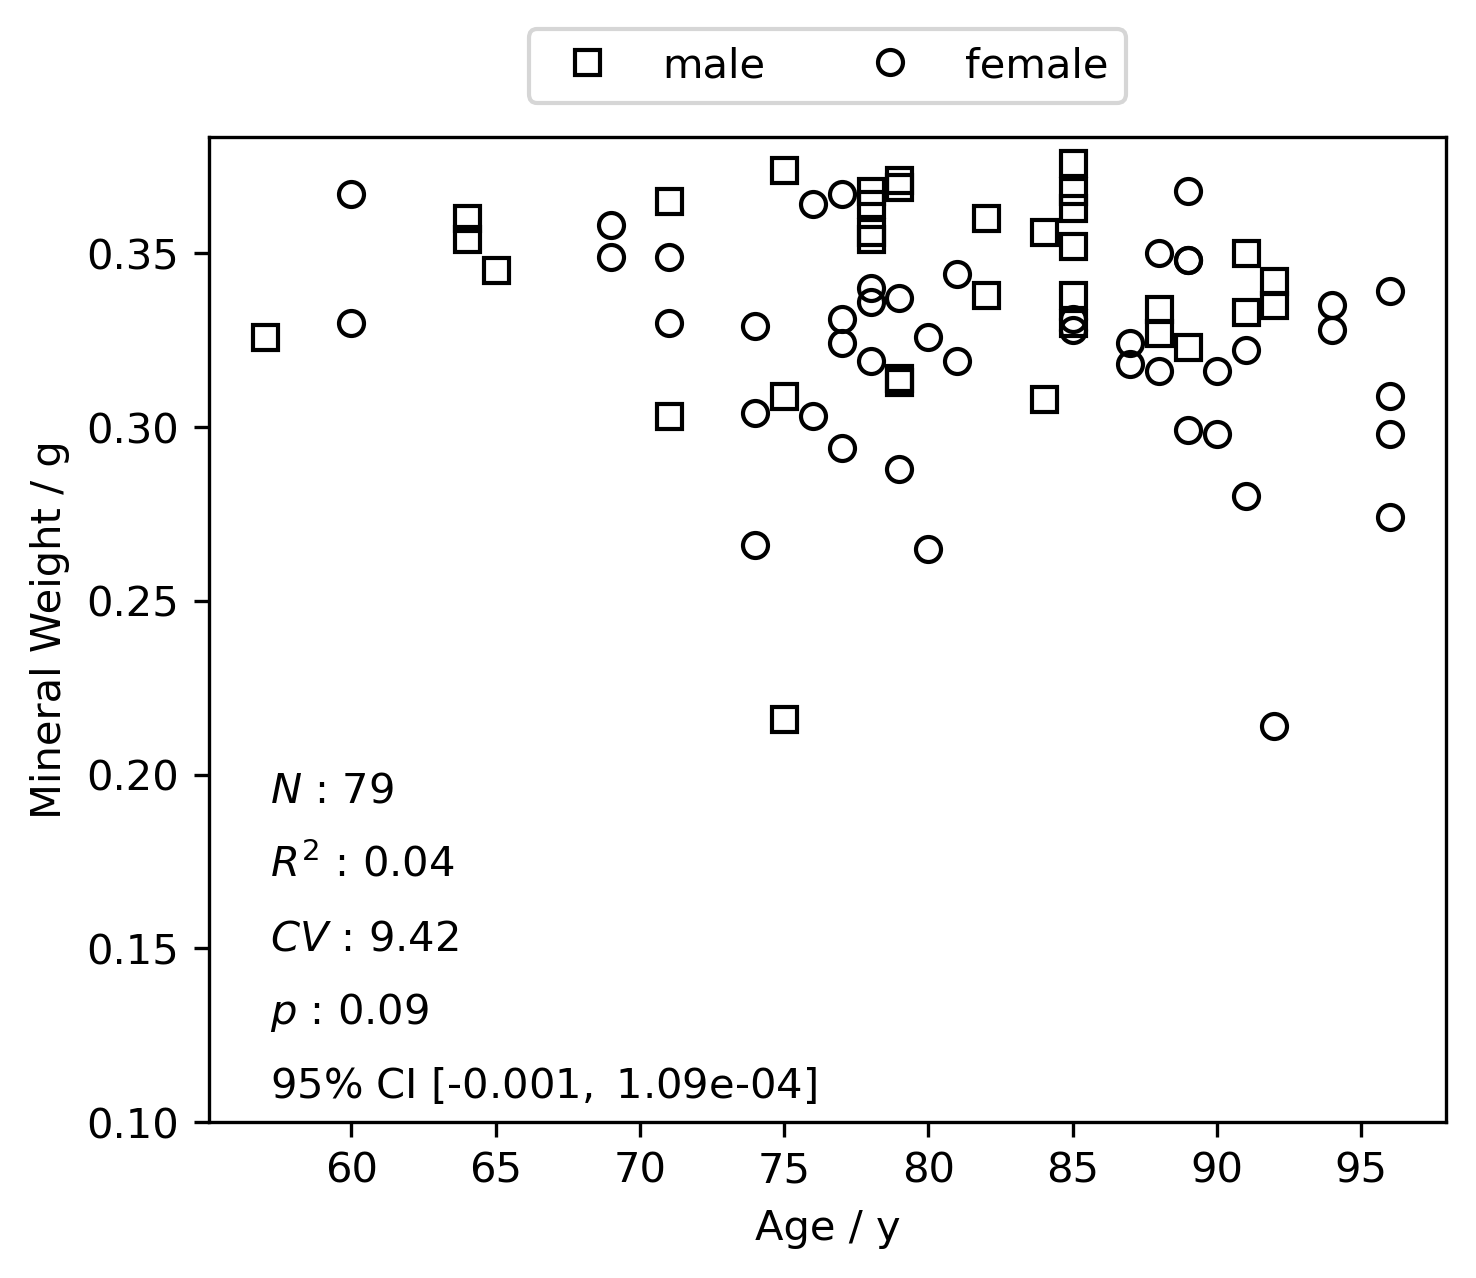 male female
0.35
0.30
0.25
0.20
0.15
0.10
Mineral Weight / g
N : 79
R² : 0.04
CV : 9.42
p : 0.09
95% CI [-0.001, 1.09e-04]
60 65 70 75 80 85 90 95
Age / y